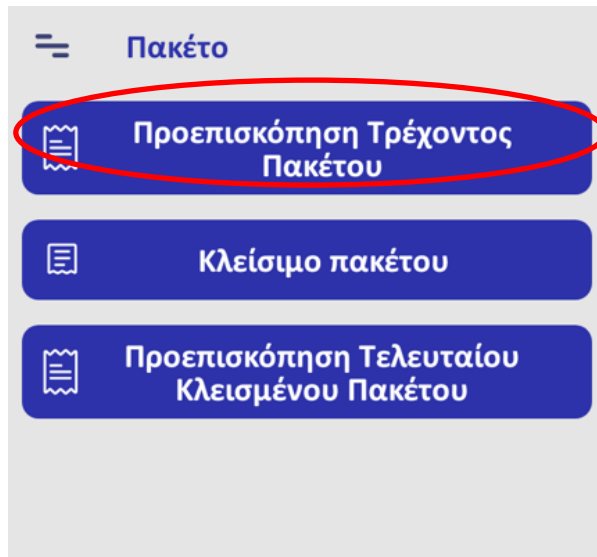 Πακέτο
Προεπισκόπηση Τρέχοντος
Πακέτου
Κλείσιμο πακέτου
Προεπισκόπηση Τελευταίου
Κλεισμένου Πακέτου